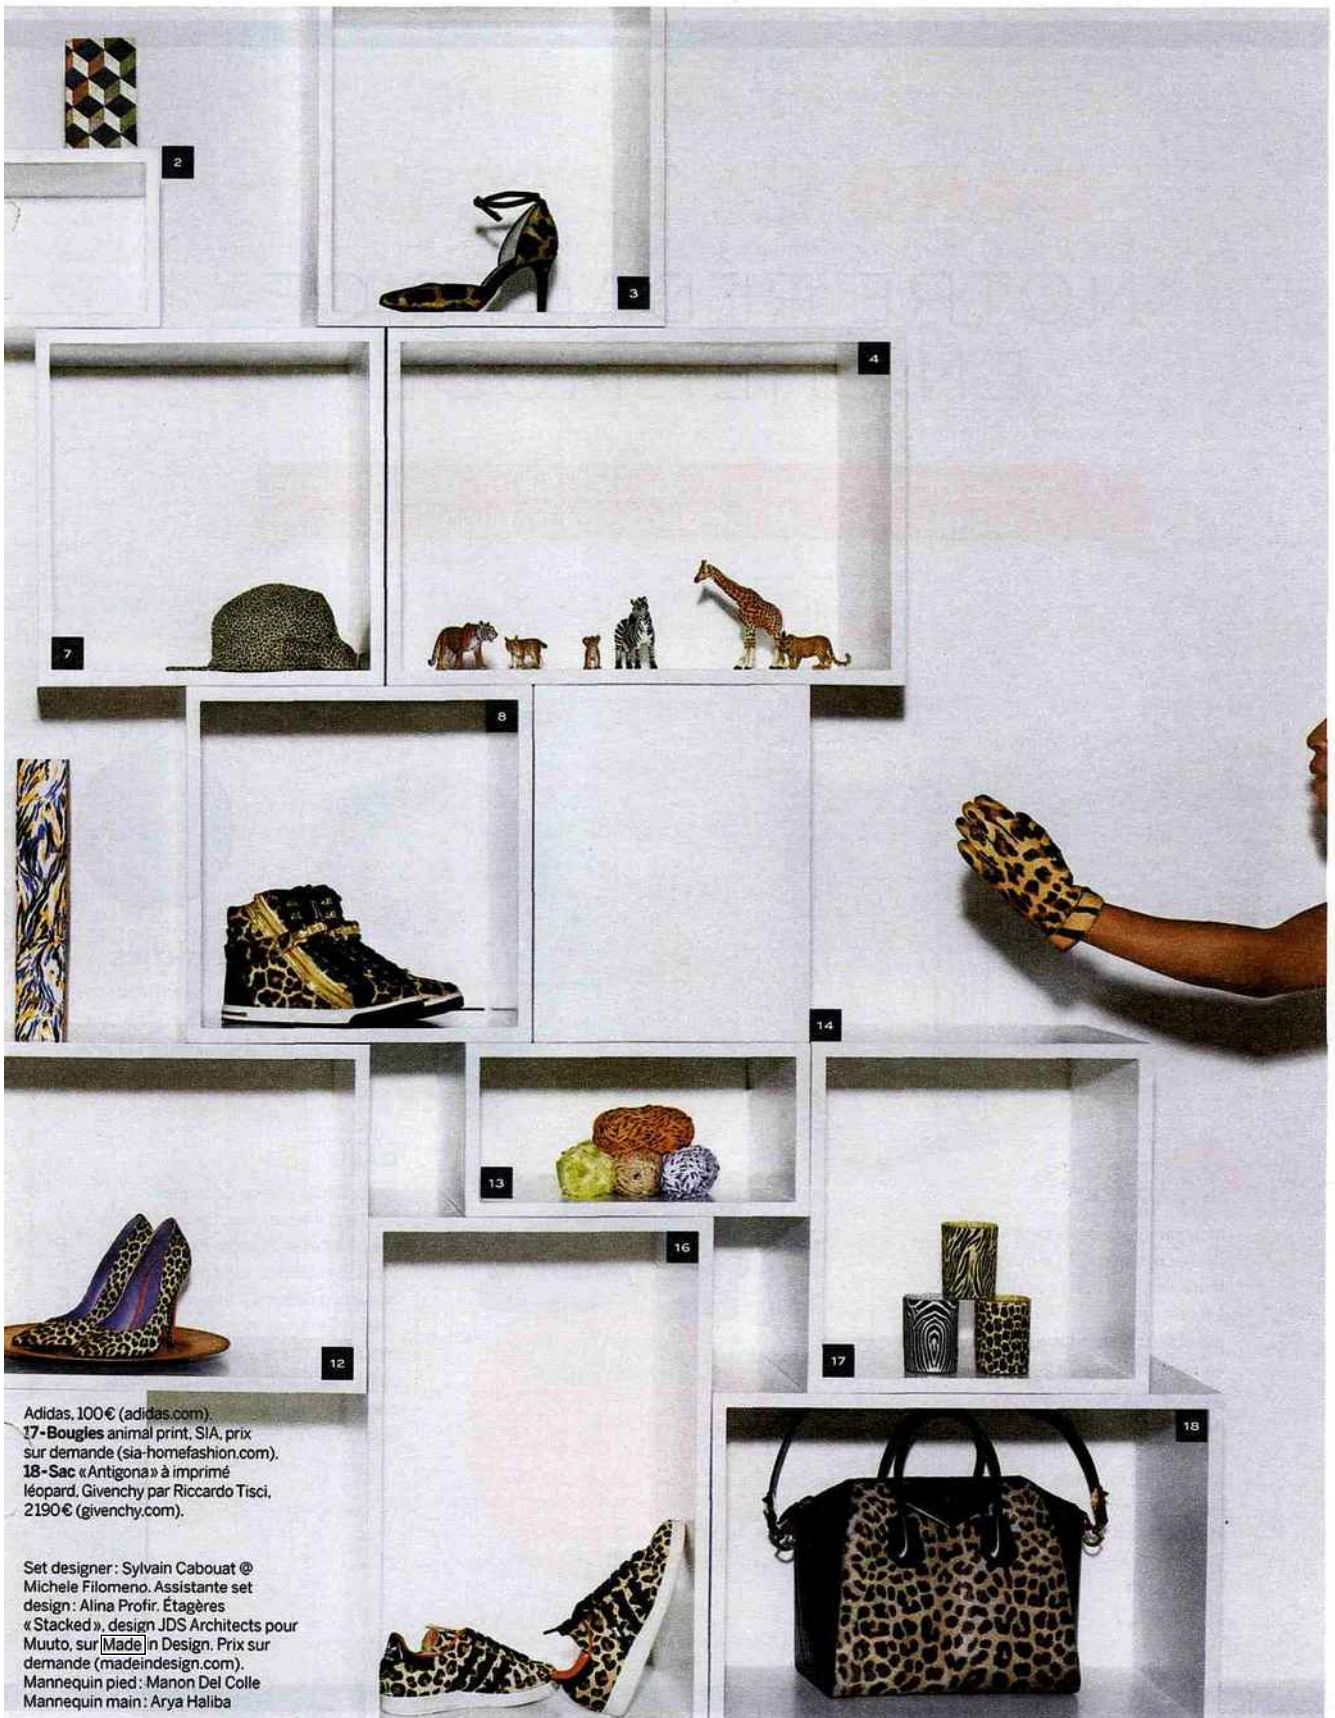 2
3
4
7
8
14
13
16
12
17
18
Adidas, 100€ (adidas.com).
17-Bougies animal print, SIA, prix
sur demande (sia-homefashion.com).
18-Sac «Antigona» à imprimé
léopard, Givenchy par Riccardo Tisci,
2190€ (givenchy.com).
Set designer: Sylvain Cabouat @
Michele Filomeno. Assistante set
design: Alina Profir. Étagères
«Stacked», design JDS Architects pour
Muuto, sur Made in Design. Prix sur
demande (madeindesign.com).
Mannequin pied: Manon Del Colle
Mannequin main: Arya Haliba